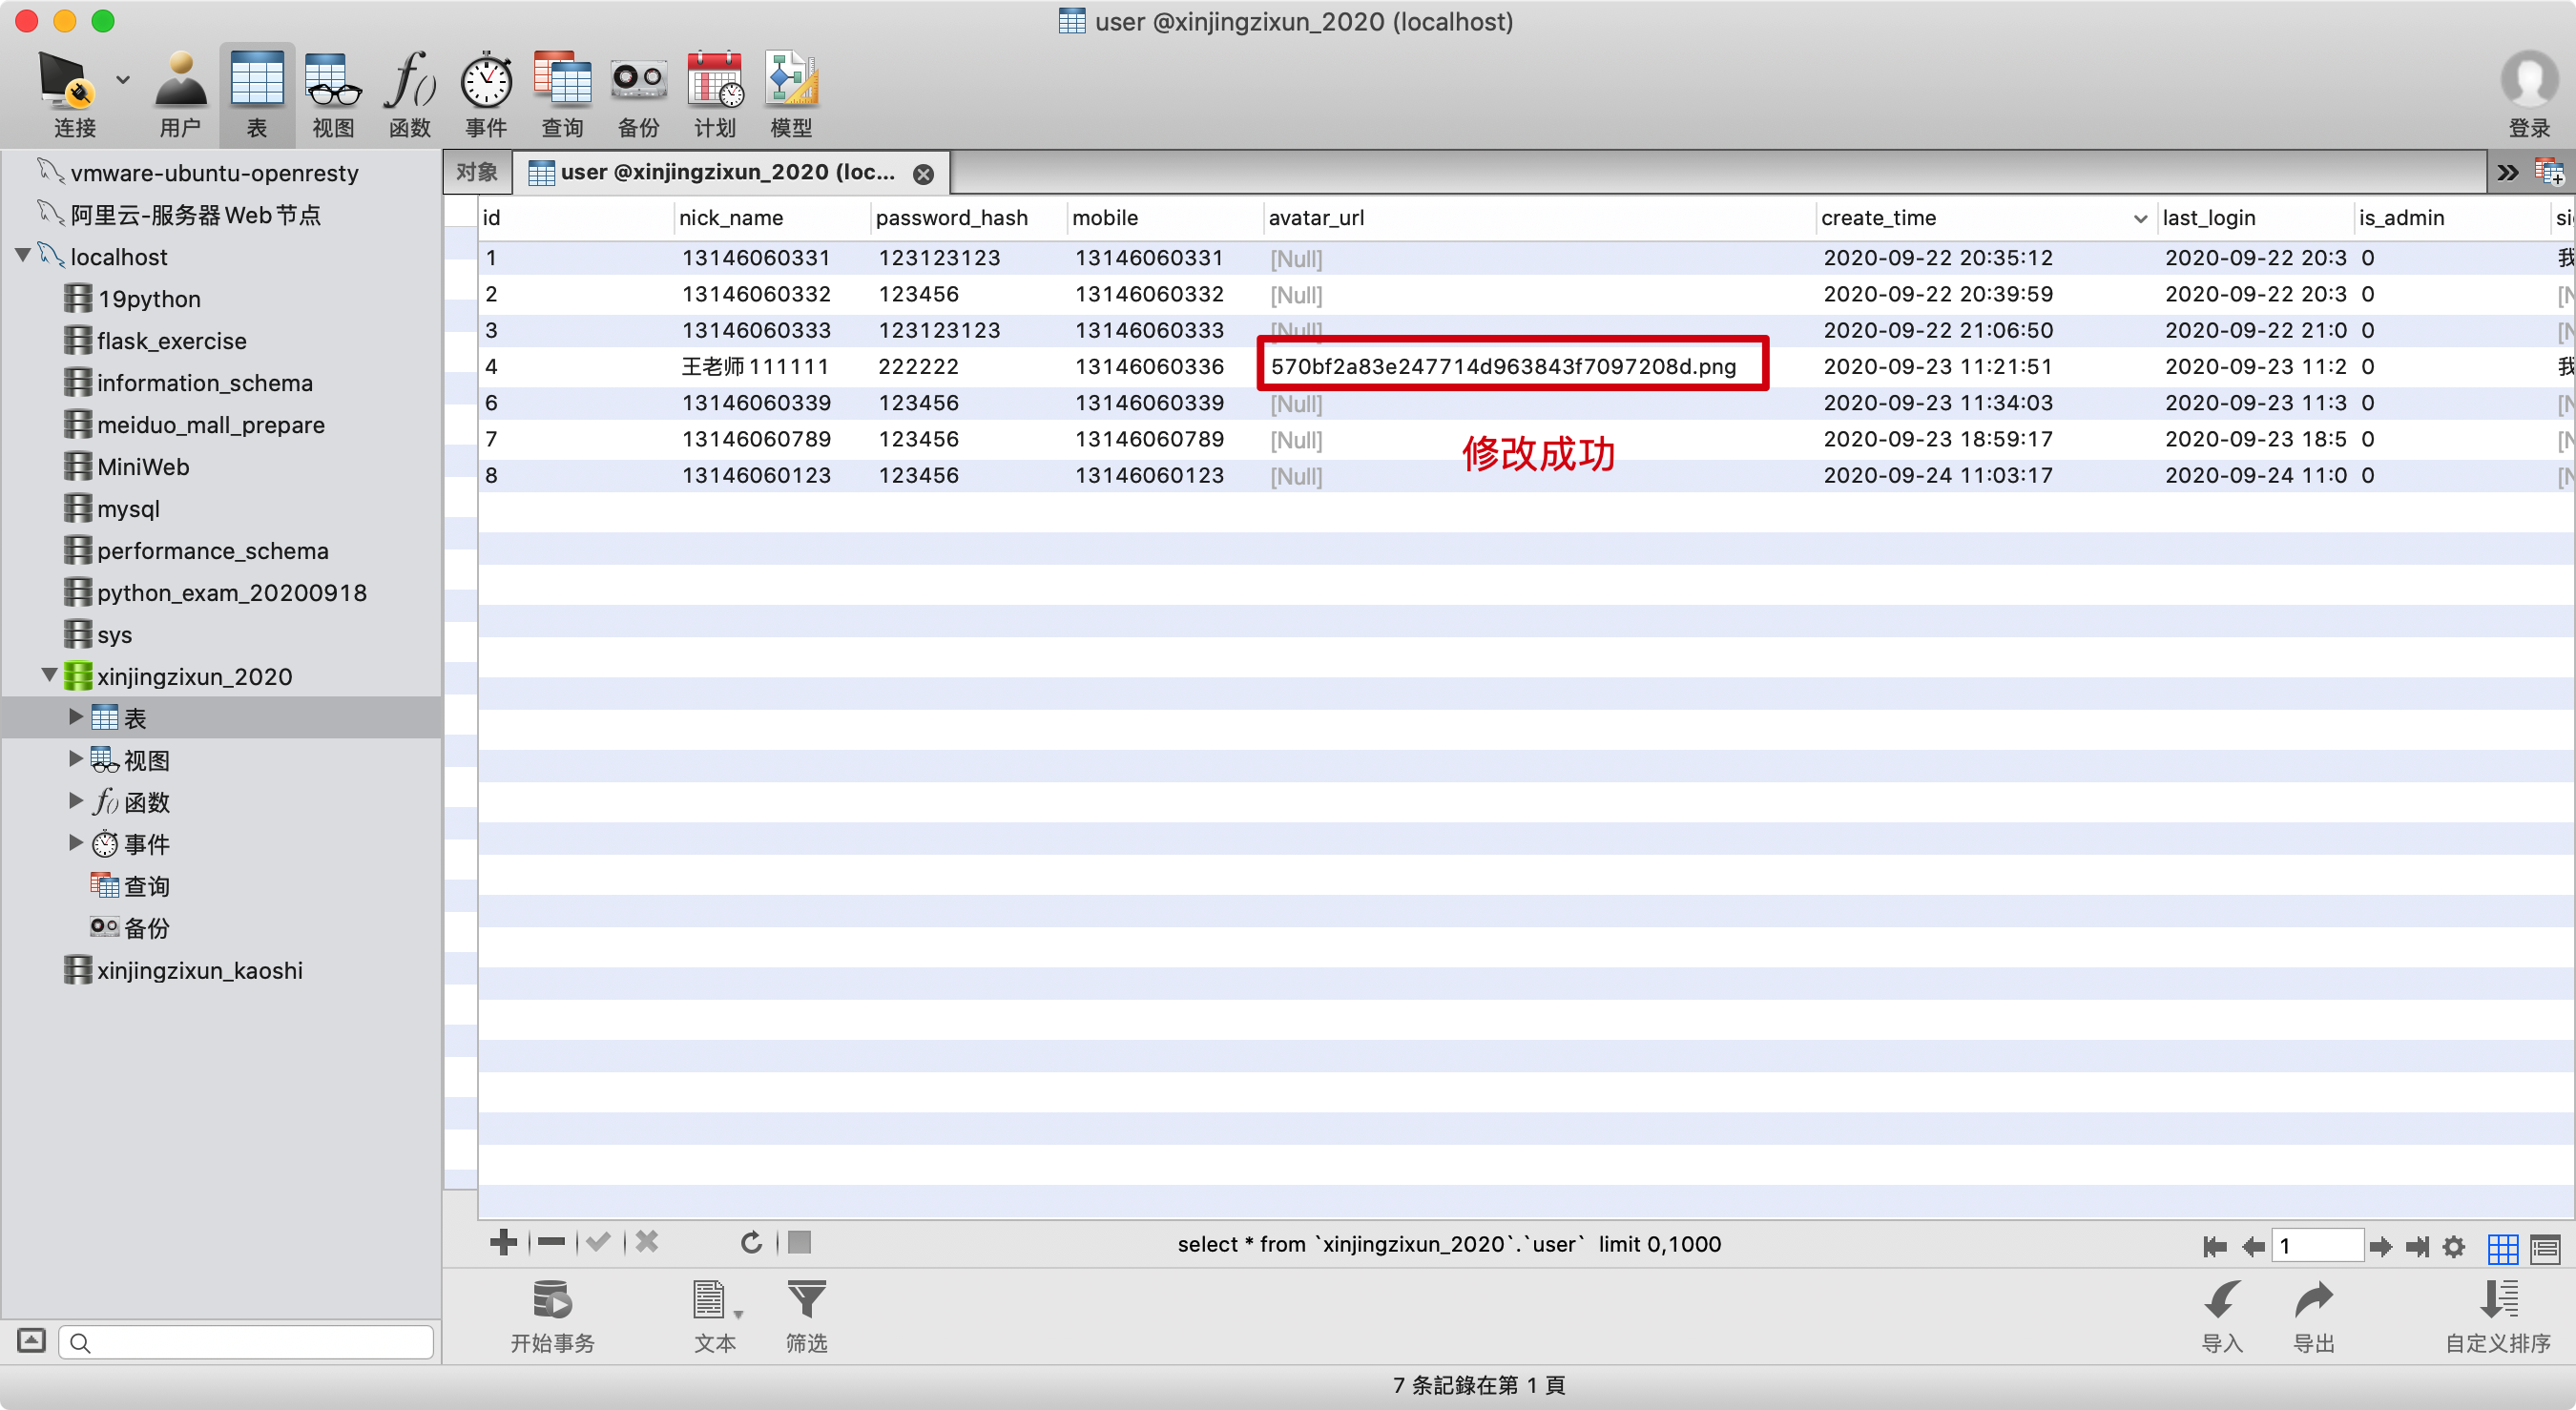 user @xinjingzixun_2020 (localhost)
连接 用户 表 视图 函数 事件 查询 备份 计划 模型 登录
vmware-ubuntu-openresty
阿里云-服务器Web节点
localhost
19python
flask_exercise
information_schema
meiduo_mall_prepare
MiniWeb
mysql
performance_schema
python_exam_20200918
sys
xinjingzixun_2020
表
视图
函数
事件
查询
备份
xinjingzixun_kaoshi
对象 user @xinjingzixun_2020 (loc...
id nick_name password_hash mobile avatar_url create_time last_login is_admin
1 13146060331 123123123 13146060331 [Null] 2020-09-22 20:35:12 2020-09-22 20:3 0
2 13146060332 123456 13146060332 [Null] 2020-09-22 20:39:59 2020-09-22 20:3 0
3 13146060333 123123123 13146060333 [Null] 2020-09-22 21:06:50 2020-09-22 21:0 0
4 王老师111111 222222 13146060336 570bf2a83e247714d963843f7097208d.png 2020-09-23 11:21:51 2020-09-23 11:2 0
6 13146060339 123456 13146060339 [Null] 2020-09-23 11:34:03 2020-09-23 11:3 0
7 13146060789 123456 13146060789 [Null] 2020-09-23 18:59:17 2020-09-23 18:5 0
8 13146060123 123456 13146060123 [Null] 2020-09-24 11:03:17 2020-09-24 11:0 0
修改成功
select * from `xinjingzixun_2020`.`user` limit 0,1000
1
开始事务 文本 筛选 导入 导出 自定义排序
7 条記錄在第 1 頁